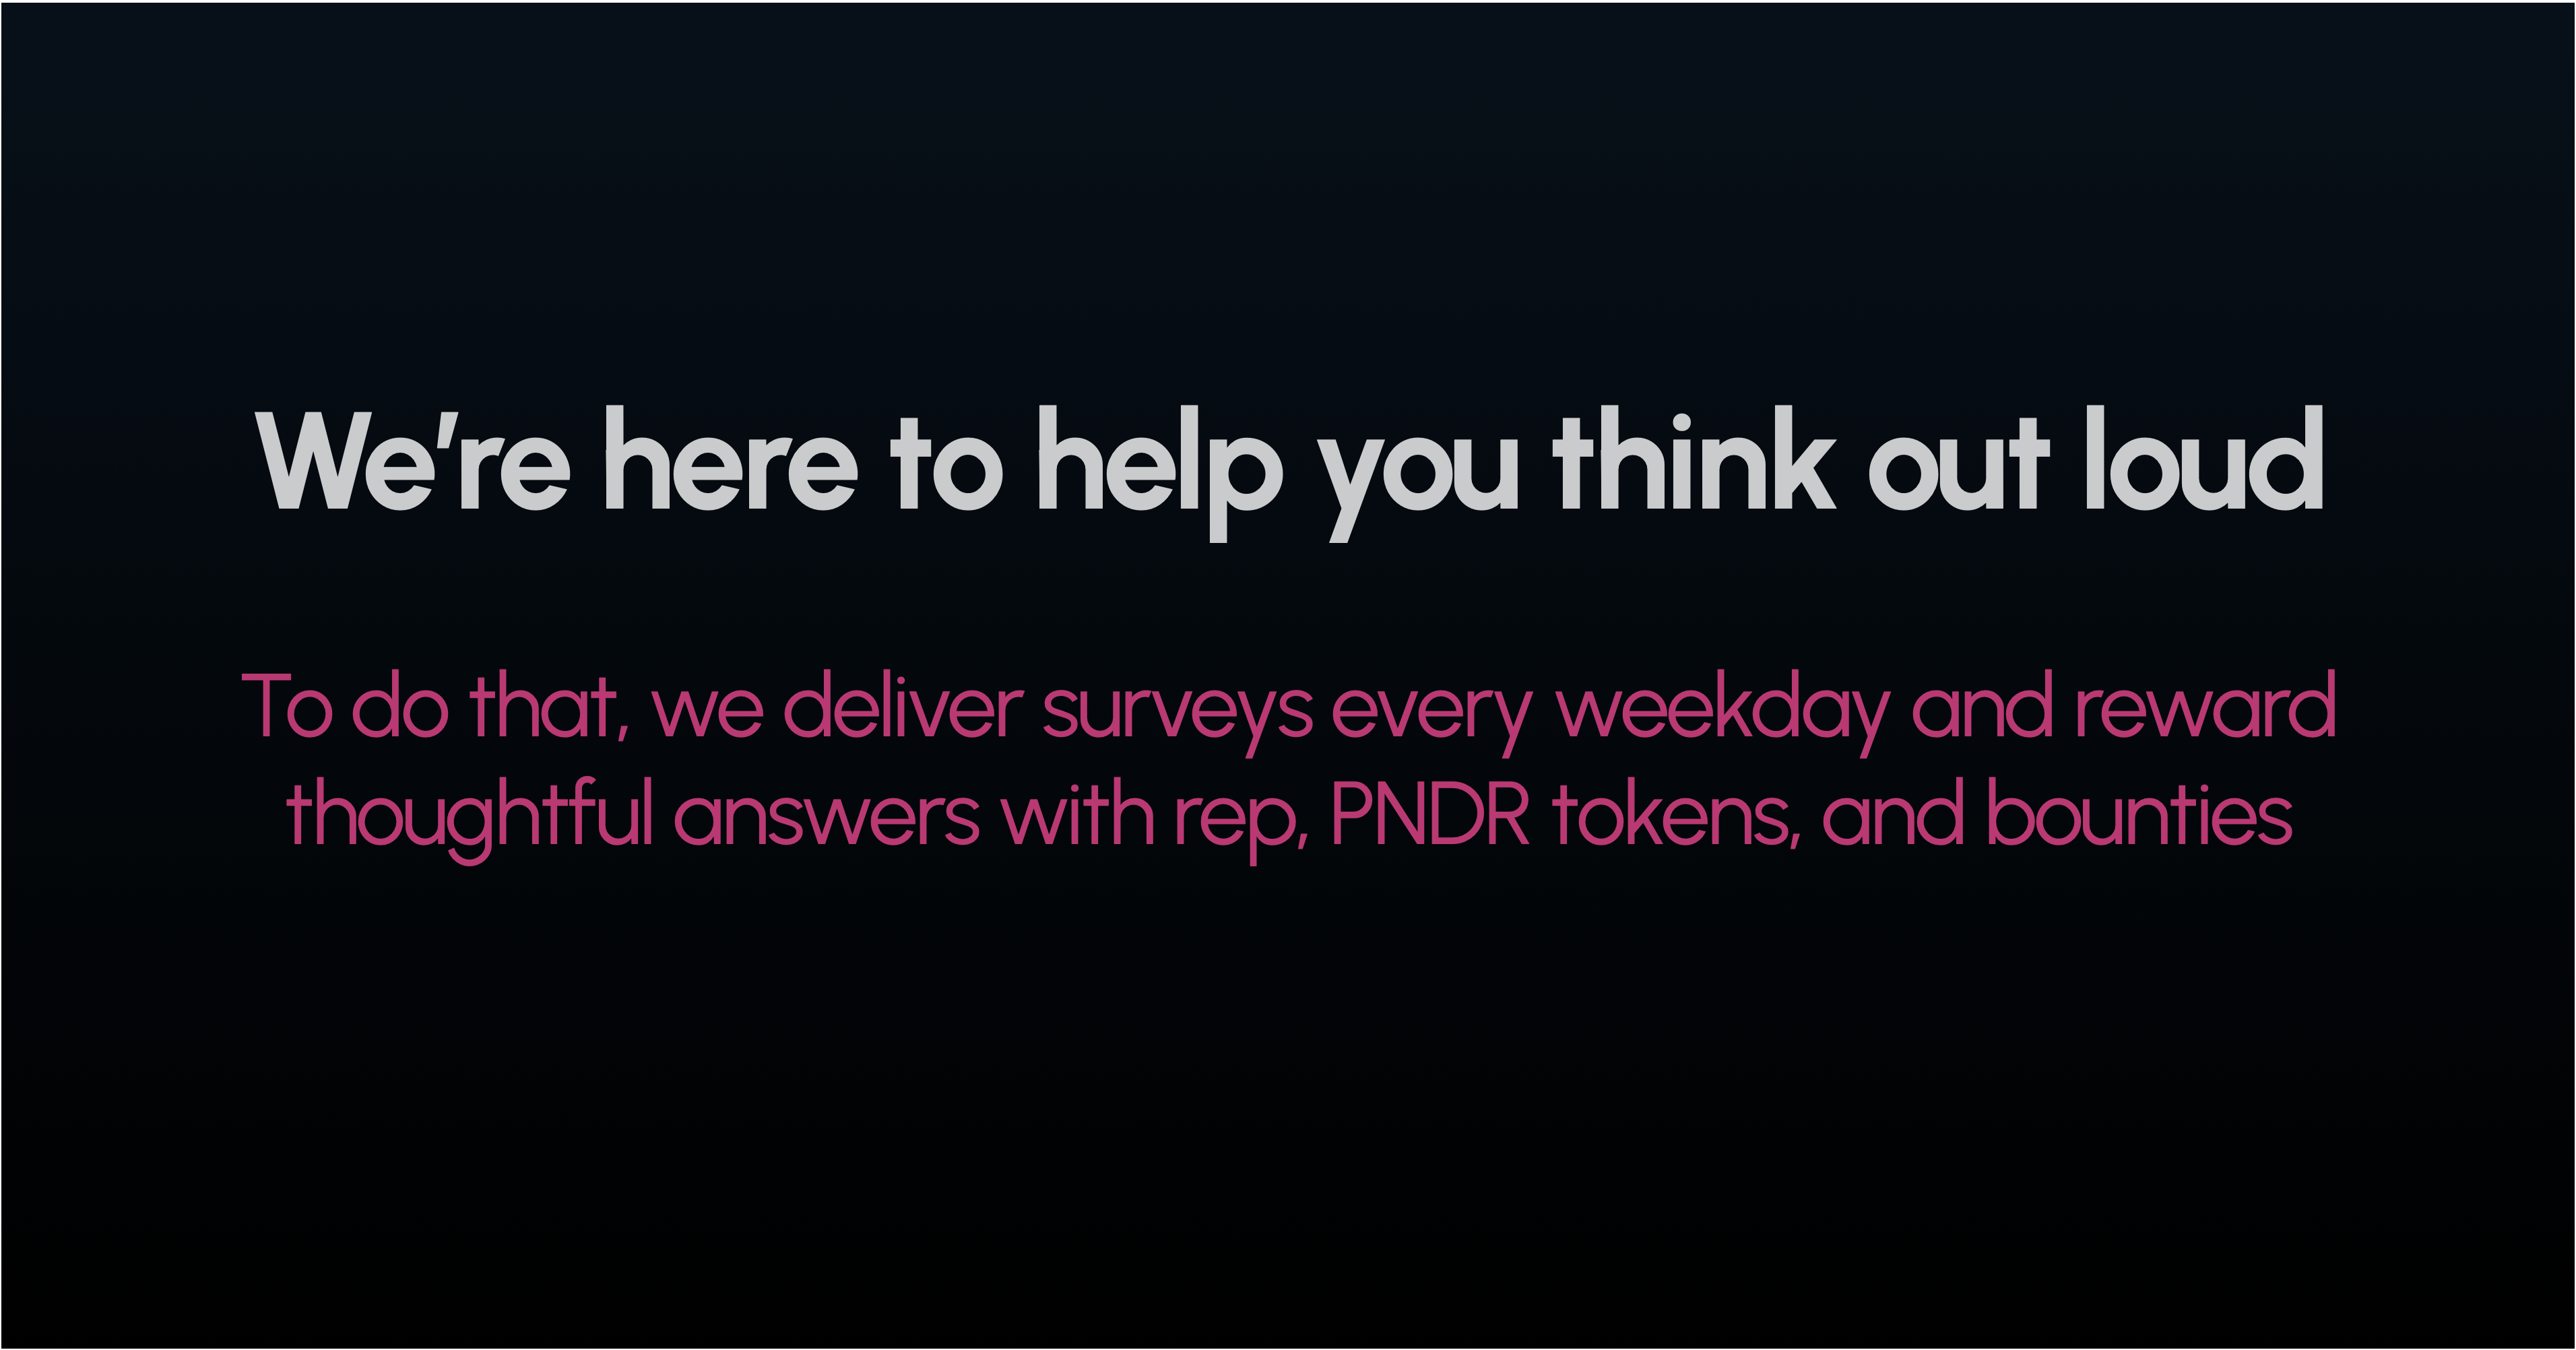 We're here to help you think out loud
To do that, we deliver surveys every weekday and reward
thoughtful answers with rep, PNDR tokens, and bounties